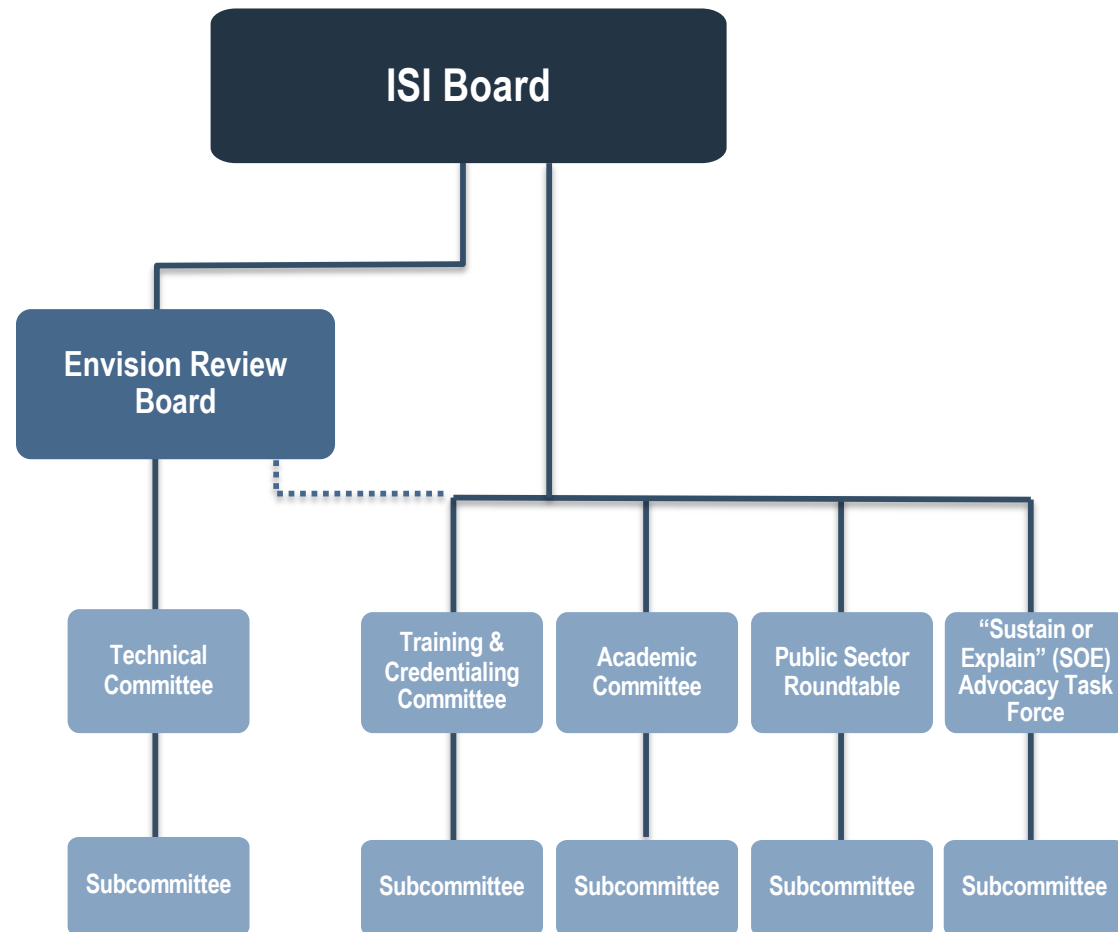 ISI Board
Envision Review
Board
Technical
Committee
Training &
Credentialing
Committee
Academic
Committee
Public Sector
Roundtable
“Sustain or
Explain” (SOE)
Advocacy Task
Force
Subcommittee
Subcommittee
Subcommittee
Subcommittee
Subcommittee